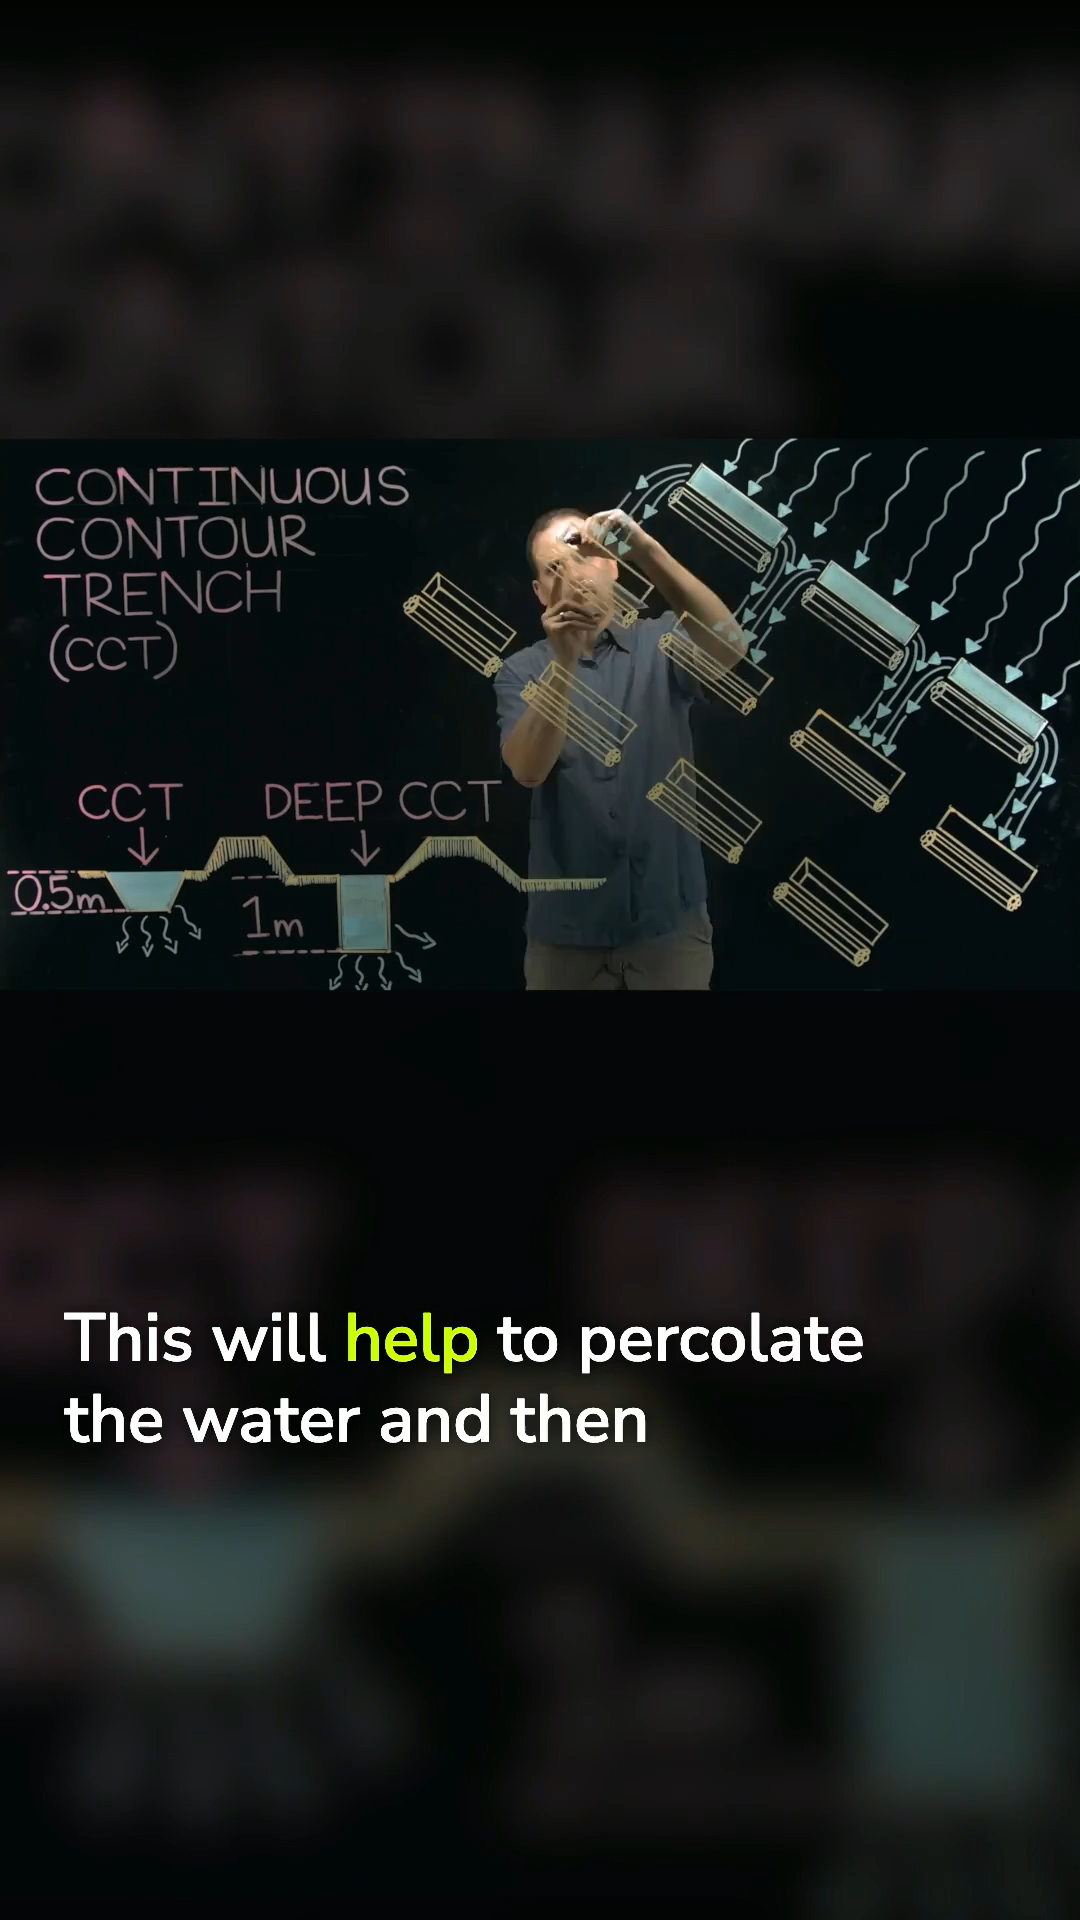 CONTINUOUS
CONTOUR
TRENCH
(CCT)
CCT
DEEP CCT
0.5m
1m
This will help to percolate
the water and then